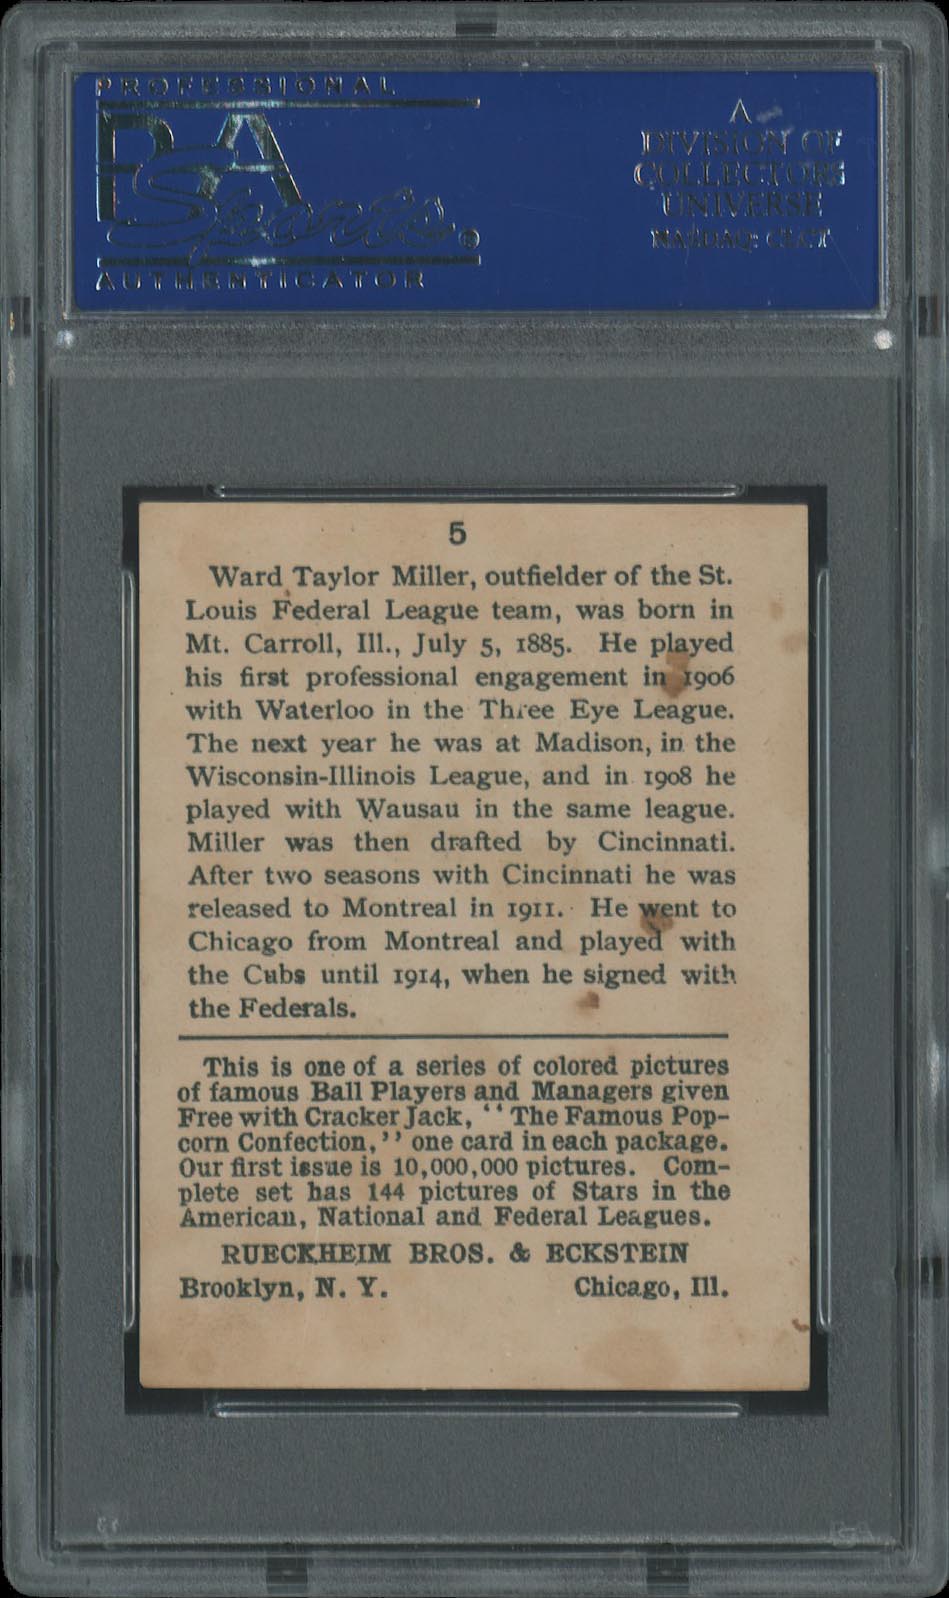 PROFESSIONAL
PSA
Sports®
AUTHENTICATOR
A
DIVISION OF
COLLECTORS
UNIVERSE
NASDAQ: CLCT
5
Ward Taylor Miller, outfielder of the St.
Louis Federal League team, was born in
Mt. Carroll, Ill., July 5, 1885. He played
his first professional engagement in 1906
with Waterloo in the Three Eye League.
The next year he was at Madison, in the
Wisconsin-Illinois League, and in 1908 he
played with Wausau in the same league.
Miller was then drafted by Cincinnati.
After two seasons with Cincinnati he was
released to Montreal in 1911. He went to
Chicago from Montreal and played with
the Cubs until 1914, when he signed with
the Federals.
This is one of a series of colored pictures
of famous Ball Players and Managers given
Free with Cracker Jack, "The Famous Pop-
corn Confection," one card in each package.
Our first issue is 10,000,000 pictures. Com-
plete set has 144 pictures of Stars in the
American, National and Federal Leagues.
RUECKHEIM BROS. & ECKSTEIN
Brooklyn, N. Y. Chicago, Ill.